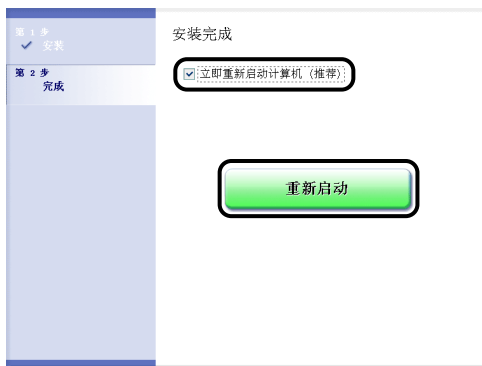 第 1 步
安装
第 2 步
完成
安装完成
立即重新启动计算机（推荐）
重新启动